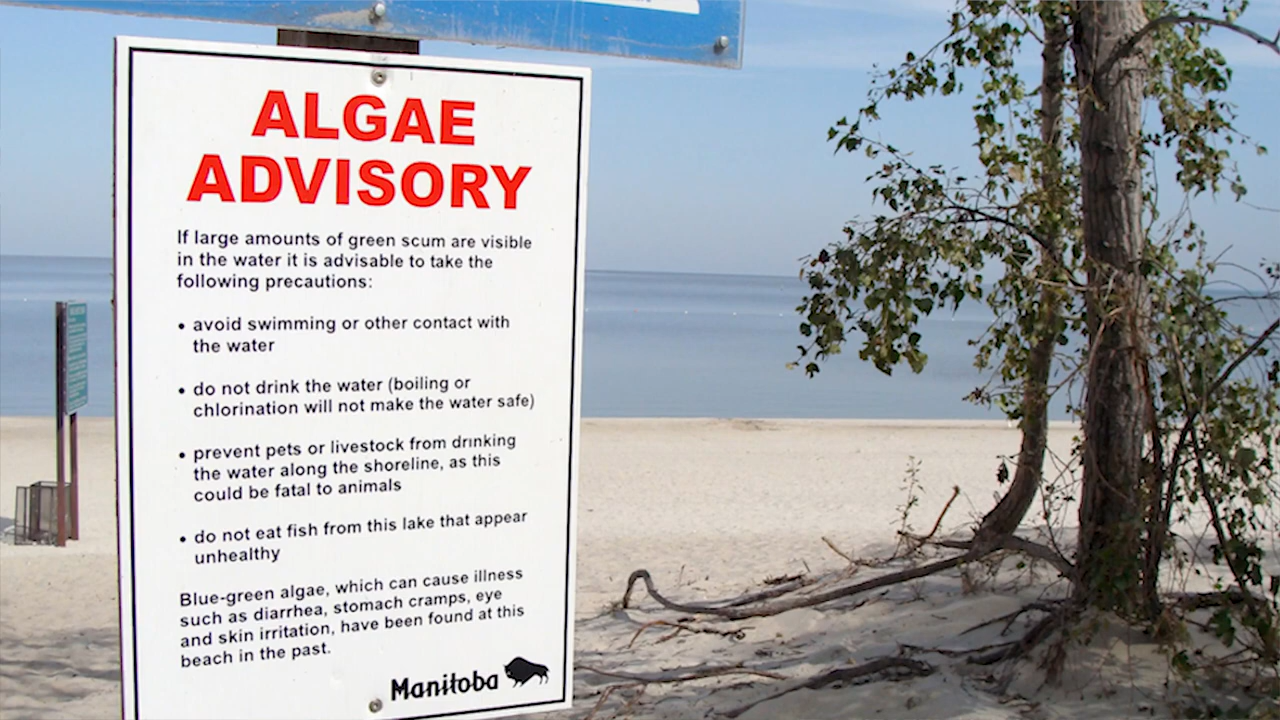 ALGAE
ADVISORY
If large amounts of green scum are visible
in the water it is advisable to take the
following precautions:
• avoid swimming or other contact with
the water
• do not drink the water (boiling or
chlorination will not make the water safe)
• prevent pets or livestock from drinking
the water along the shoreline, as this
could be fatal to animals
• do not eat fish from this lake that appear
unhealthy
Blue-green algae, which can cause illness
such as diarrhea, stomach cramps, eye
and skin irritation, have been found at this
beach in the past.
Manitoba